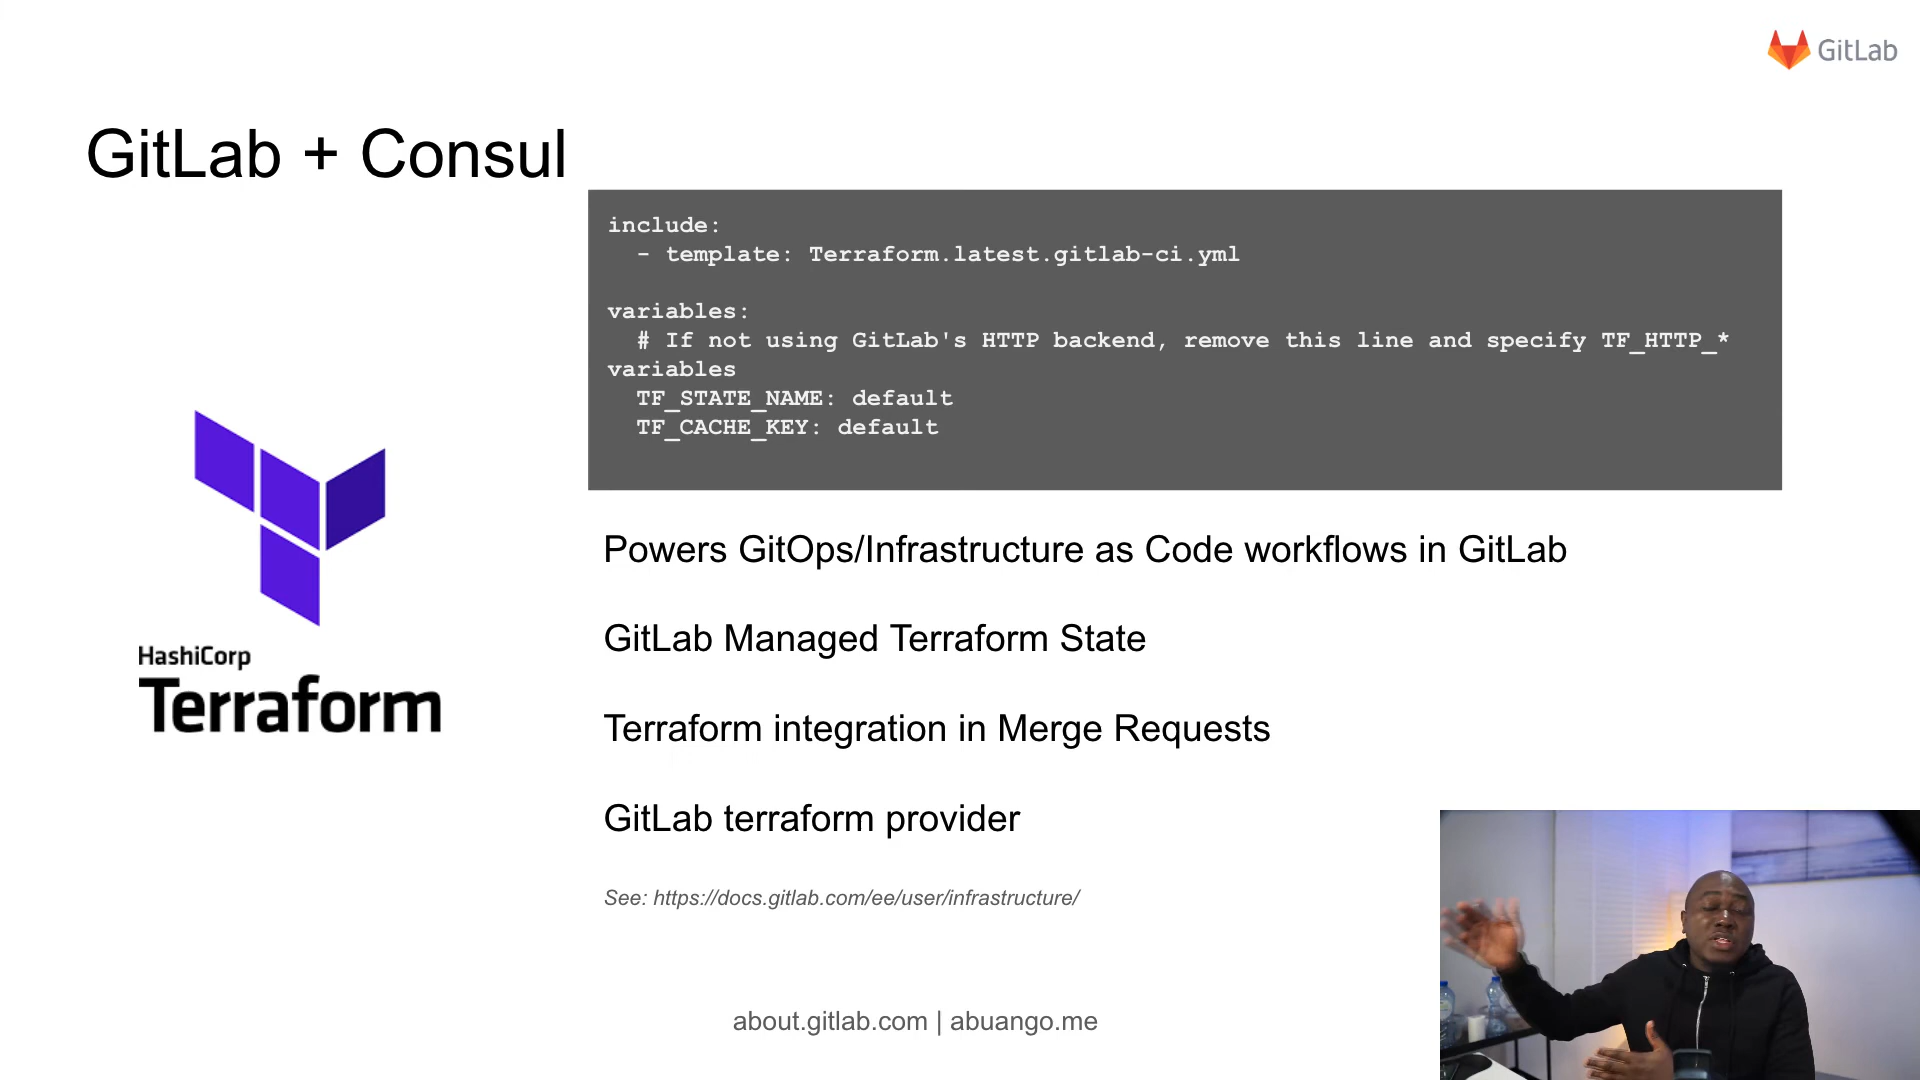 GitLab
GitLab + Consul
include:
  - template: Terraform.latest.gitlab-ci.yml
variables:
  # If not using GitLab's HTTP backend, remove this line and specify TF_HTTP_*
variables
  TF_STATE_NAME: default
  TF_CACHE_KEY: default
HashiCorp
Terraform
Powers GitOps/Infrastructure as Code workflows in GitLab
GitLab Managed Terraform State
Terraform integration in Merge Requests
GitLab terraform provider
See: https://docs.gitlab.com/ee/user/infrastructure/
about.gitlab.com | abuango.me